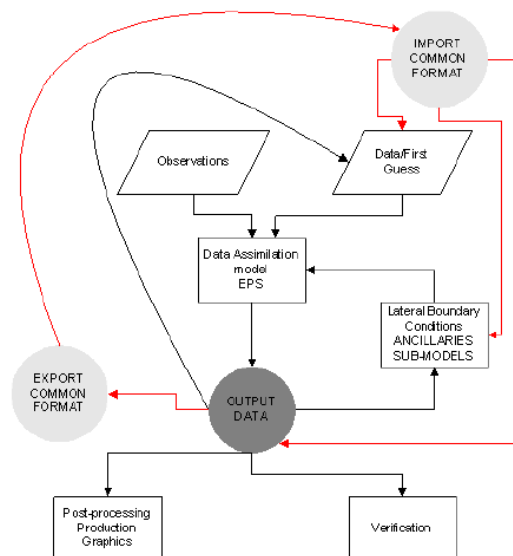 IMPORT
COMMON
FORMAT
Observations
Data/First
Guess
Data Assimilation
model
EPS
Lateral Boundary
Conditions
ANCILLARIES
SUB-MODELS
EXPORT
COMMON
FORMAT
OUTPUT
DATA
Post-processing
Production
Graphics
Verification